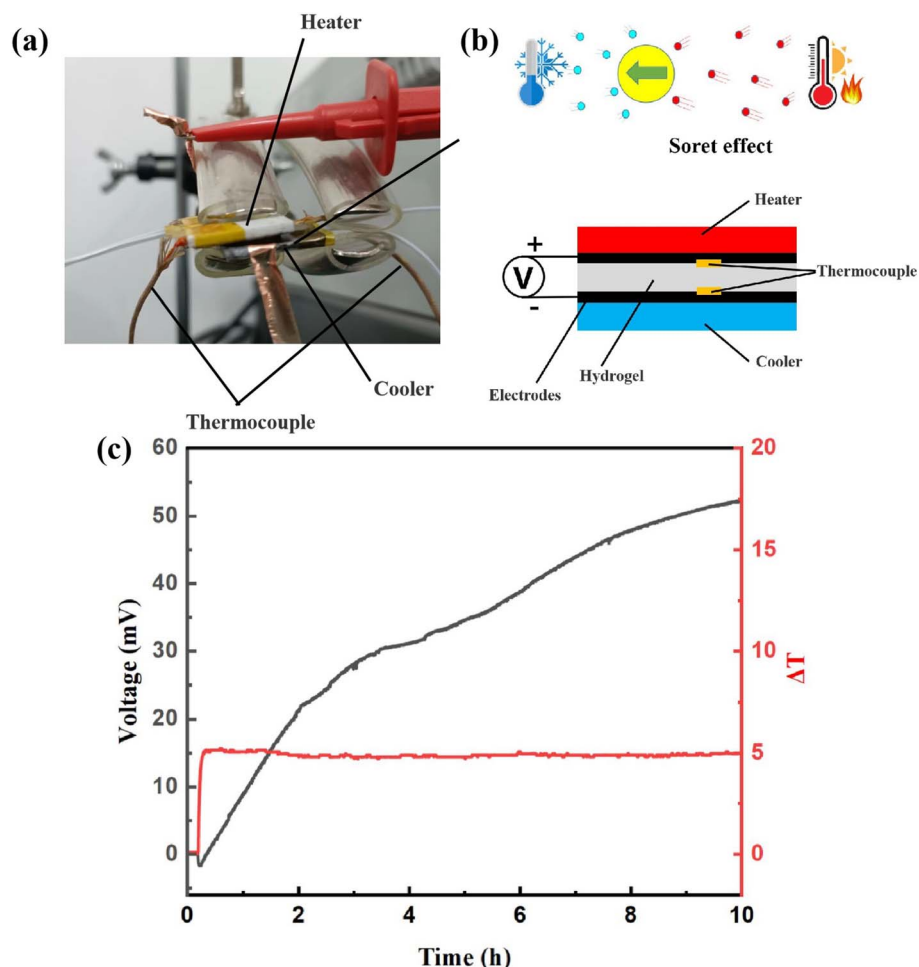 (a)
Heater
Cooler
Thermocouple
(b)
Soret effect
Heater
+
V
-
Thermocouple
Cooler
Hydrogel
Electrodes
(c)
60
50
40
30
20
10
0
Voltage (mV)
20
15
10
5
0
ΔT
0 2 4 6 8 10
Time (h)